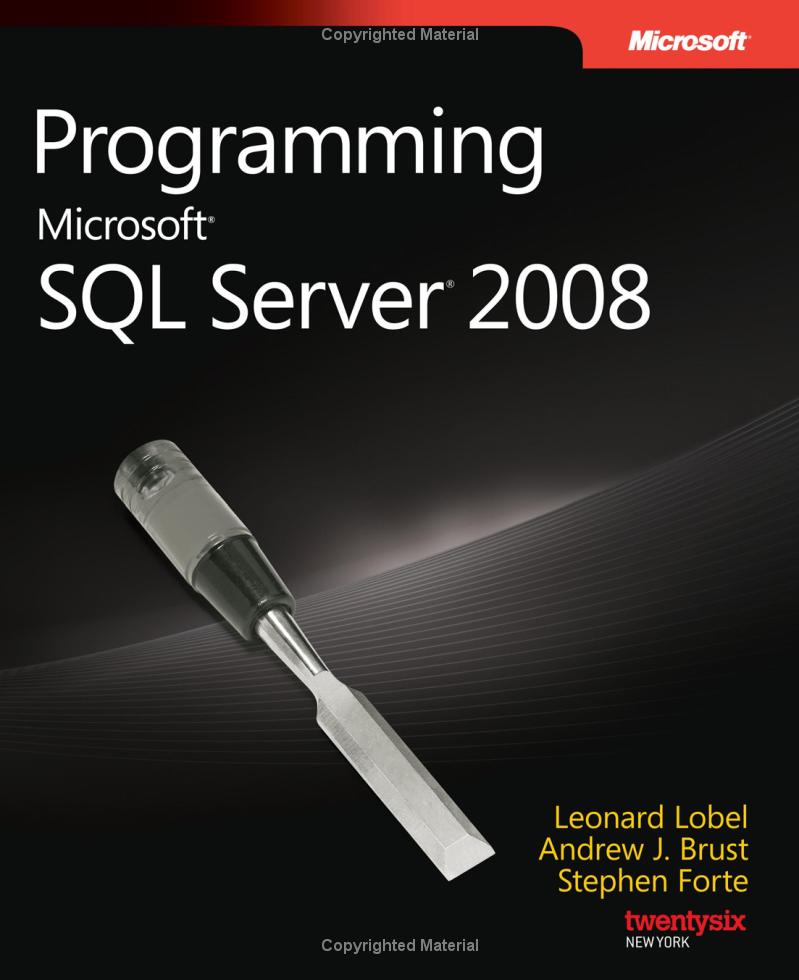 Copyrighted Material
Microsoft®
Programming
Microsoft®
SQL Server® 2008
Leonard Lobel
Andrew J. Brust
Stephen Forte
twentysix
NEW YORK
Copyrighted Material